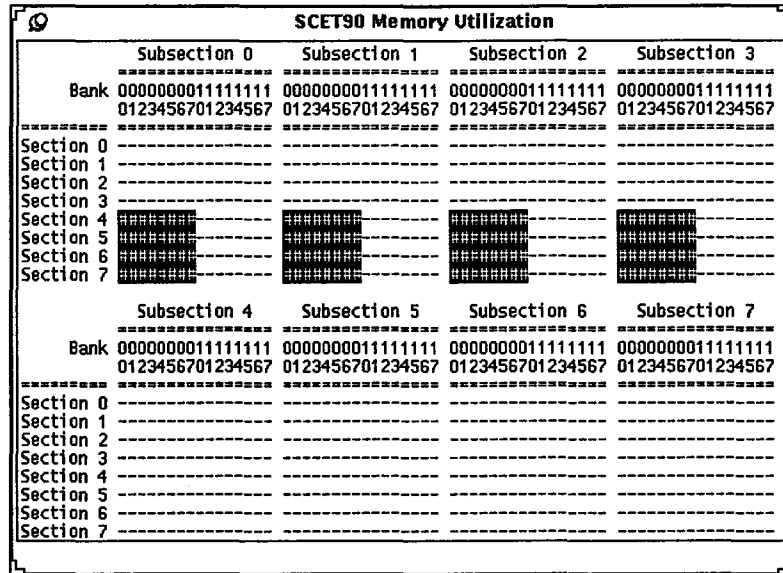 SCET90 Memory Utilization
Subsection 0 Subsection 1 Subsection 2 Subsection 3
================ ================ ================ ================
Bank 0000000011111111 0000000011111111 0000000011111111 0000000011111111
0123456701234567 0123456701234567 0123456701234567 0123456701234567
========= ================ ================ ================ ================
Section 0 ---------------- ---------------- ---------------- ----------------
Section 1 ---------------- ---------------- ---------------- ----------------
Section 2 ---------------- ---------------- ---------------- ----------------
Section 3 ---------------- ---------------- ---------------- ----------------
Section 4 ########-------- ########-------- ########-------- ########--------
Section 5 ########-------- ########-------- ########-------- ########--------
Section 6 ########-------- ########-------- ########-------- ########--------
Section 7 ########-------- ########-------- ########-------- ########--------
Subsection 4 Subsection 5 Subsection 6 Subsection 7
================ ================ ================ ================
Bank 0000000011111111 0000000011111111 0000000011111111 0000000011111111
0123456701234567 0123456701234567 0123456701234567 0123456701234567
========= ================ ================ ================ ================
Section 0 ---------------- ---------------- ---------------- ----------------
Section 1 ---------------- ---------------- ---------------- ----------------
Section 2 ---------------- ---------------- ---------------- ----------------
Section 3 ---------------- ---------------- ---------------- ----------------
Section 4 ---------------- ---------------- ---------------- ----------------
Section 5 ---------------- ---------------- ---------------- ----------------
Section 6 ---------------- ---------------- ---------------- ----------------
Section 7 ---------------- ---------------- ---------------- ----------------